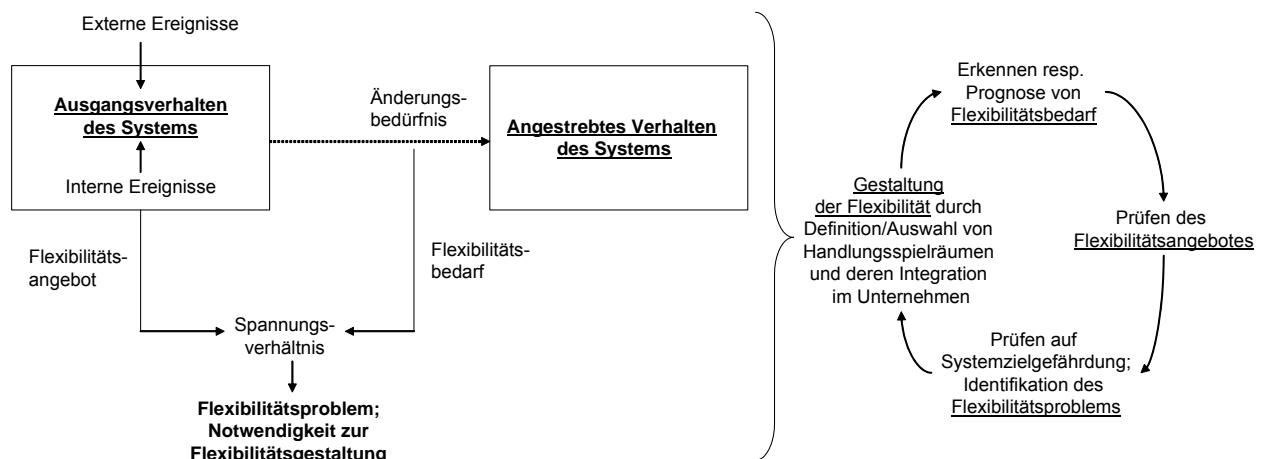 Externe Ereignisse
Ausgangsverhalten
des Systems
Interne Ereignisse
Änderungs-
bedürfnis
Angestrebtes Verhalten
des Systems
Flexibilitäts-
angebot
Flexibilitäts-
bedarf
Spannungs-
verhältnis
Flexibilitätsproblem;
Notwendigkeit zur
Flexibilitätsgestaltung
Erkennen resp.
Prognose von
Flexibilitätsbedarf
Prüfen des
Flexibilitätsangebotes
Prüfen auf
Systemzielgefährdung;
Identifikation des
Flexibilitätsproblems
Gestaltung
der Flexibilität durch
Definition/Auswahl von
Handlungsspielräumen
und deren Integration
im Unternehmen